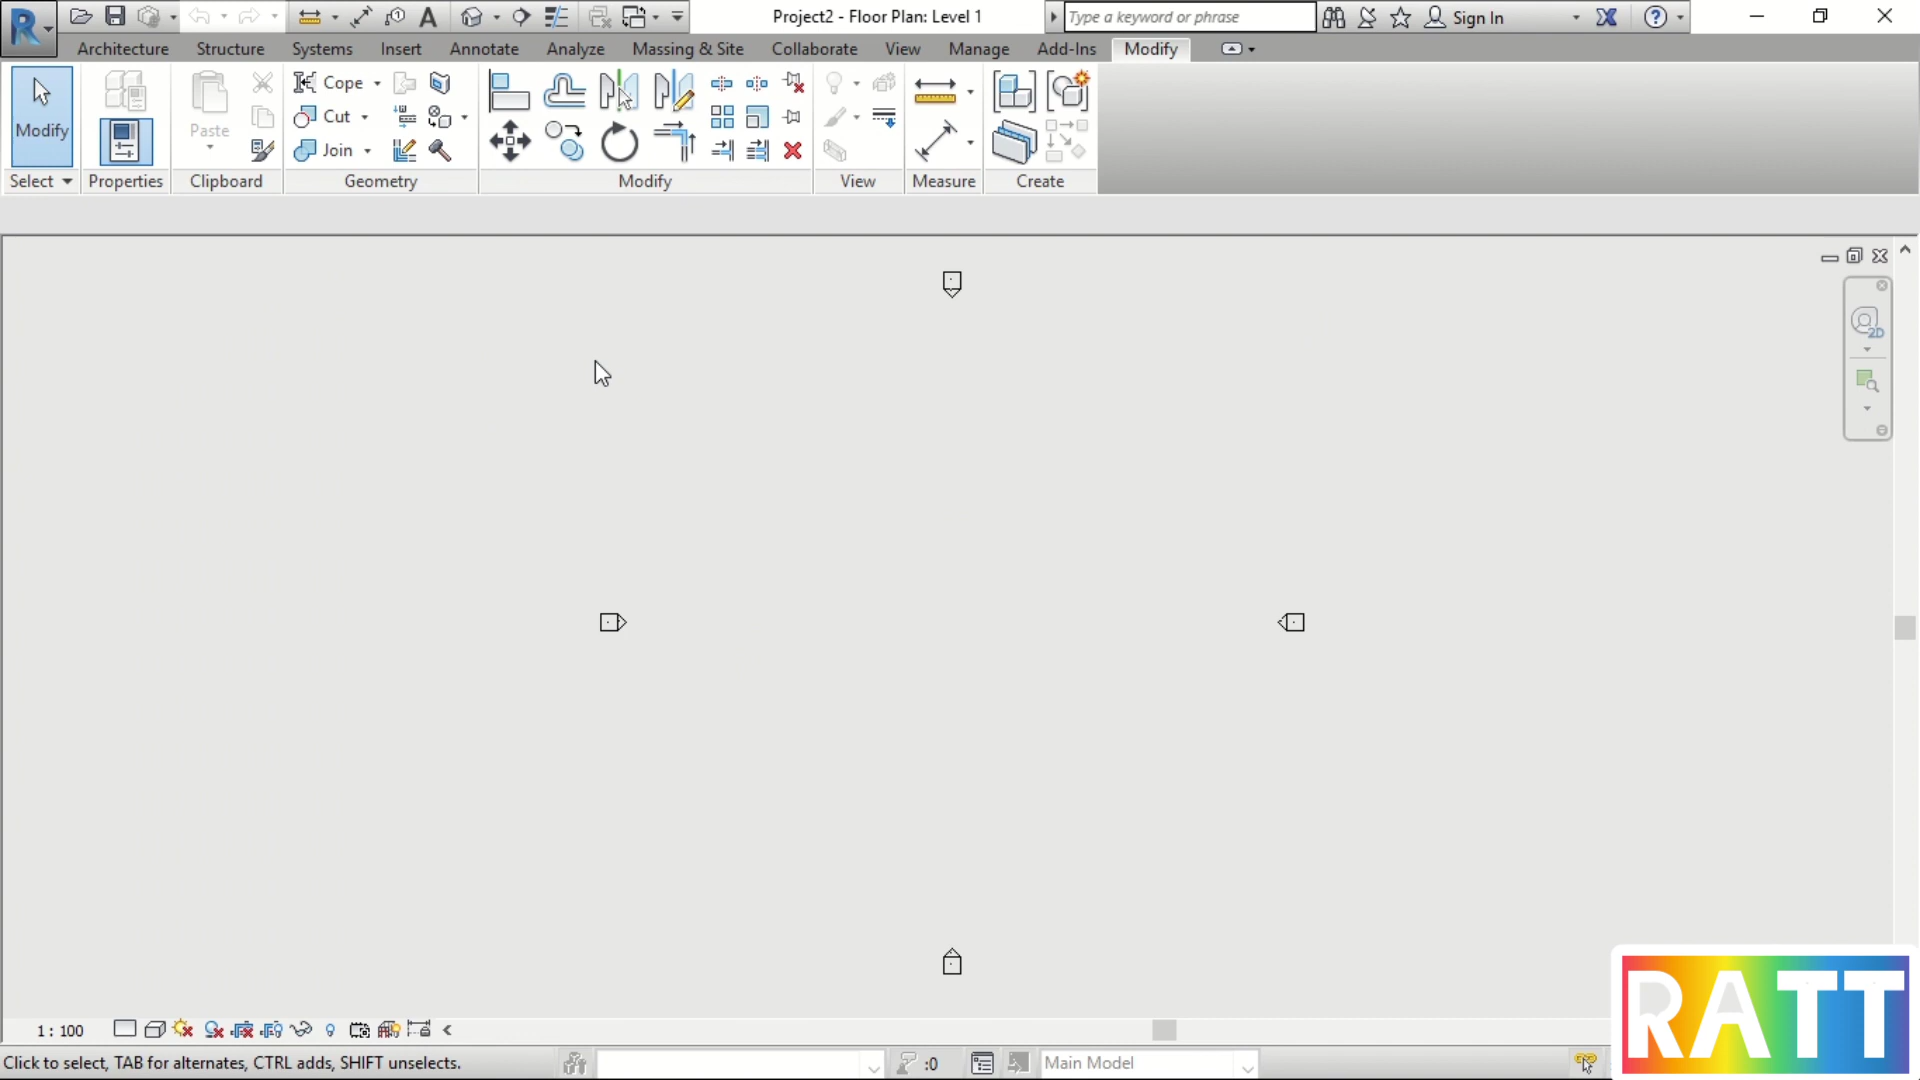 Project2 - Floor Plan: Level 1
Type a keyword or phrase
Sign In
Architecture Structure Systems Insert Annotate Analyze Massing & Site Collaborate View Manage Add-Ins Modify
Modify
Paste
Cope
Cut
Join
Select Properties Clipboard Geometry Modify View Measure Create
2D
1 : 100
Click to select, TAB for alternates, CTRL adds, SHIFT unselects.
:0
Main Model
RATT